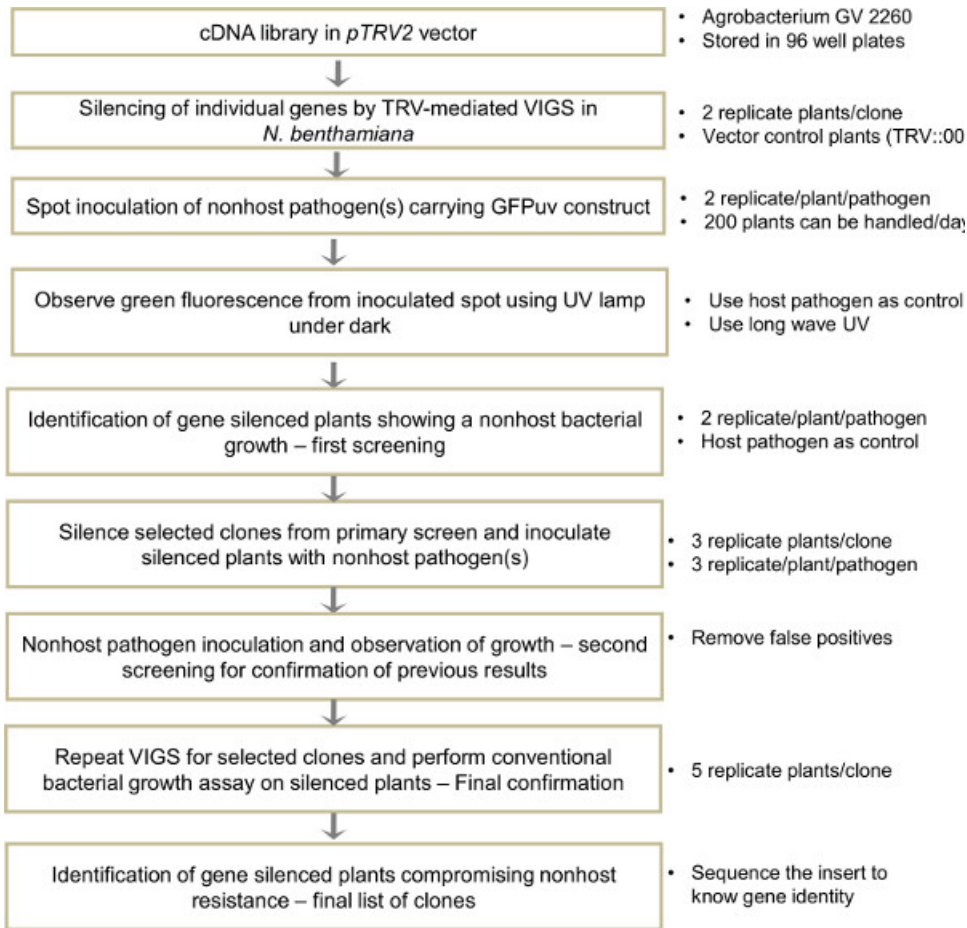 cDNA library in pTRV2 vector
• Agrobacterium GV 2260
• Stored in 96 well plates
Silencing of individual genes by TRV-mediated VIGS in
N. benthamiana
• 2 replicate plants/clone
• Vector control plants (TRV::00
Spot inoculation of nonhost pathogen(s) carrying GFPuv construct
• 2 replicate/plant/pathogen
• 200 plants can be handled/day
Observe green fluorescence from inoculated spot using UV lamp
under dark
• Use host pathogen as control
• Use long wave UV
Identification of gene silenced plants showing a nonhost bacterial
growth – first screening
• 2 replicate/plant/pathogen
• Host pathogen as control
Silence selected clones from primary screen and inoculate
silenced plants with nonhost pathogen(s)
• 3 replicate plants/clone
• 3 replicate/plant/pathogen
Nonhost pathogen inoculation and observation of growth – second
screening for confirmation of previous results
• Remove false positives
Repeat VIGS for selected clones and perform conventional
bacterial growth assay on silenced plants – Final confirmation
• 5 replicate plants/clone
Identification of gene silenced plants compromising nonhost
resistance – final list of clones
• Sequence the insert to
know gene identity